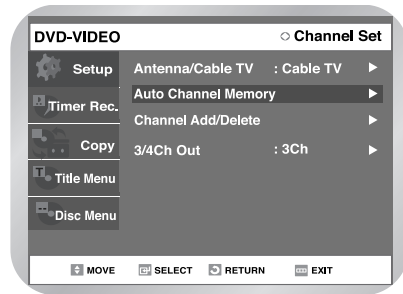 DVD-VIDEO Channel Set
Setup
Timer Rec.
Copy
Title Menu
Disc Menu
Antenna/Cable TV : Cable TV
Auto Channel Memory
Channel Add/Delete
3/4Ch Out : 3Ch
MOVE SELECT RETURN EXIT